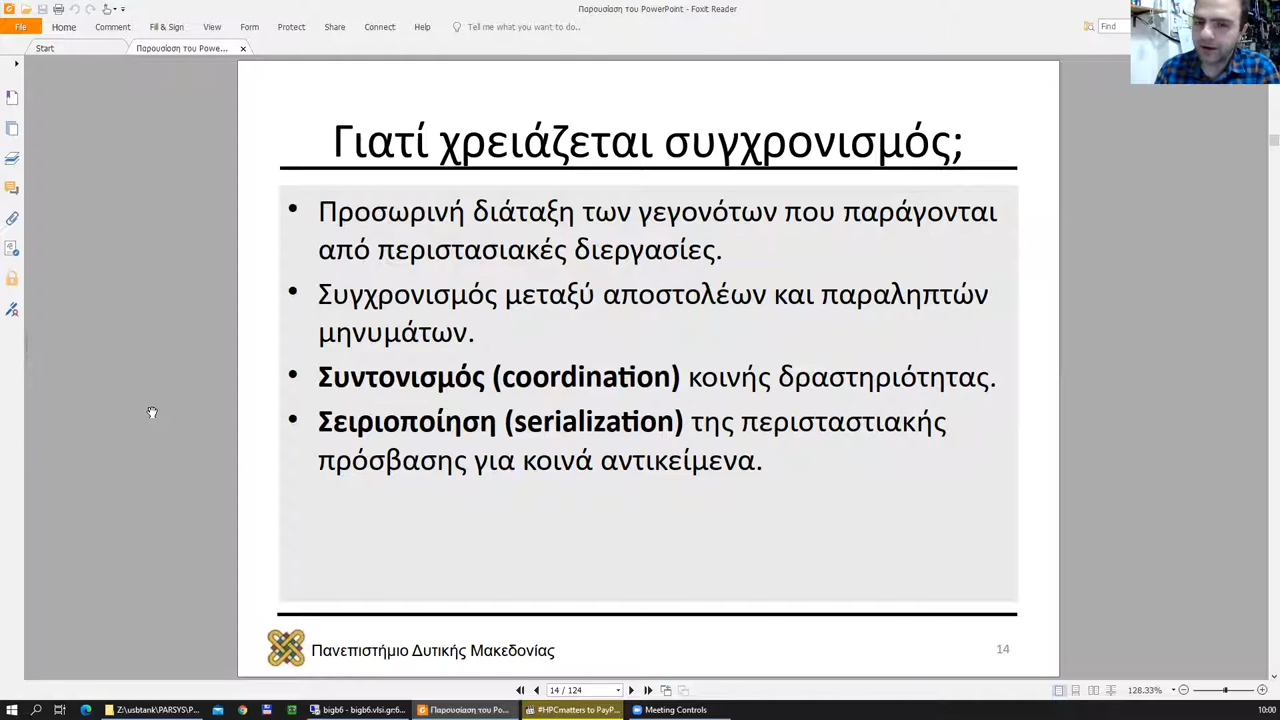 Παρουσίαση του PowerPoint - Foxit Reader
File Home Comment Fill & Sign View Form Protect Share Connect Help Tell me what you want to do... Find
Start Παρουσίαση του Powe...
Γιατί χρειάζεται συγχρονισμός;
• Προσωρινή διάταξη των γεγονότων που παράγονται
από περιστασιακές διεργασίες.
• Συγχρονισμός μεταξύ αποστολέων και παραληπτών
μηνυμάτων.
• Συντονισμός (coordination) κοινής δραστηριότητας.
• Σειριοποίηση (serialization) της περισταστιακής
πρόσβασης για κοινά αντικείμενα.
Πανεπιστήμιο Δυτικής Μακεδονίας 14
14 / 124 128.33%
Z:\usbtank\PARSYS\P... bigb6 - bigb6.vlsi.gr:6... Παρουσίαση του Po... #HPCmatters to PayP... Meeting Controls 10:00